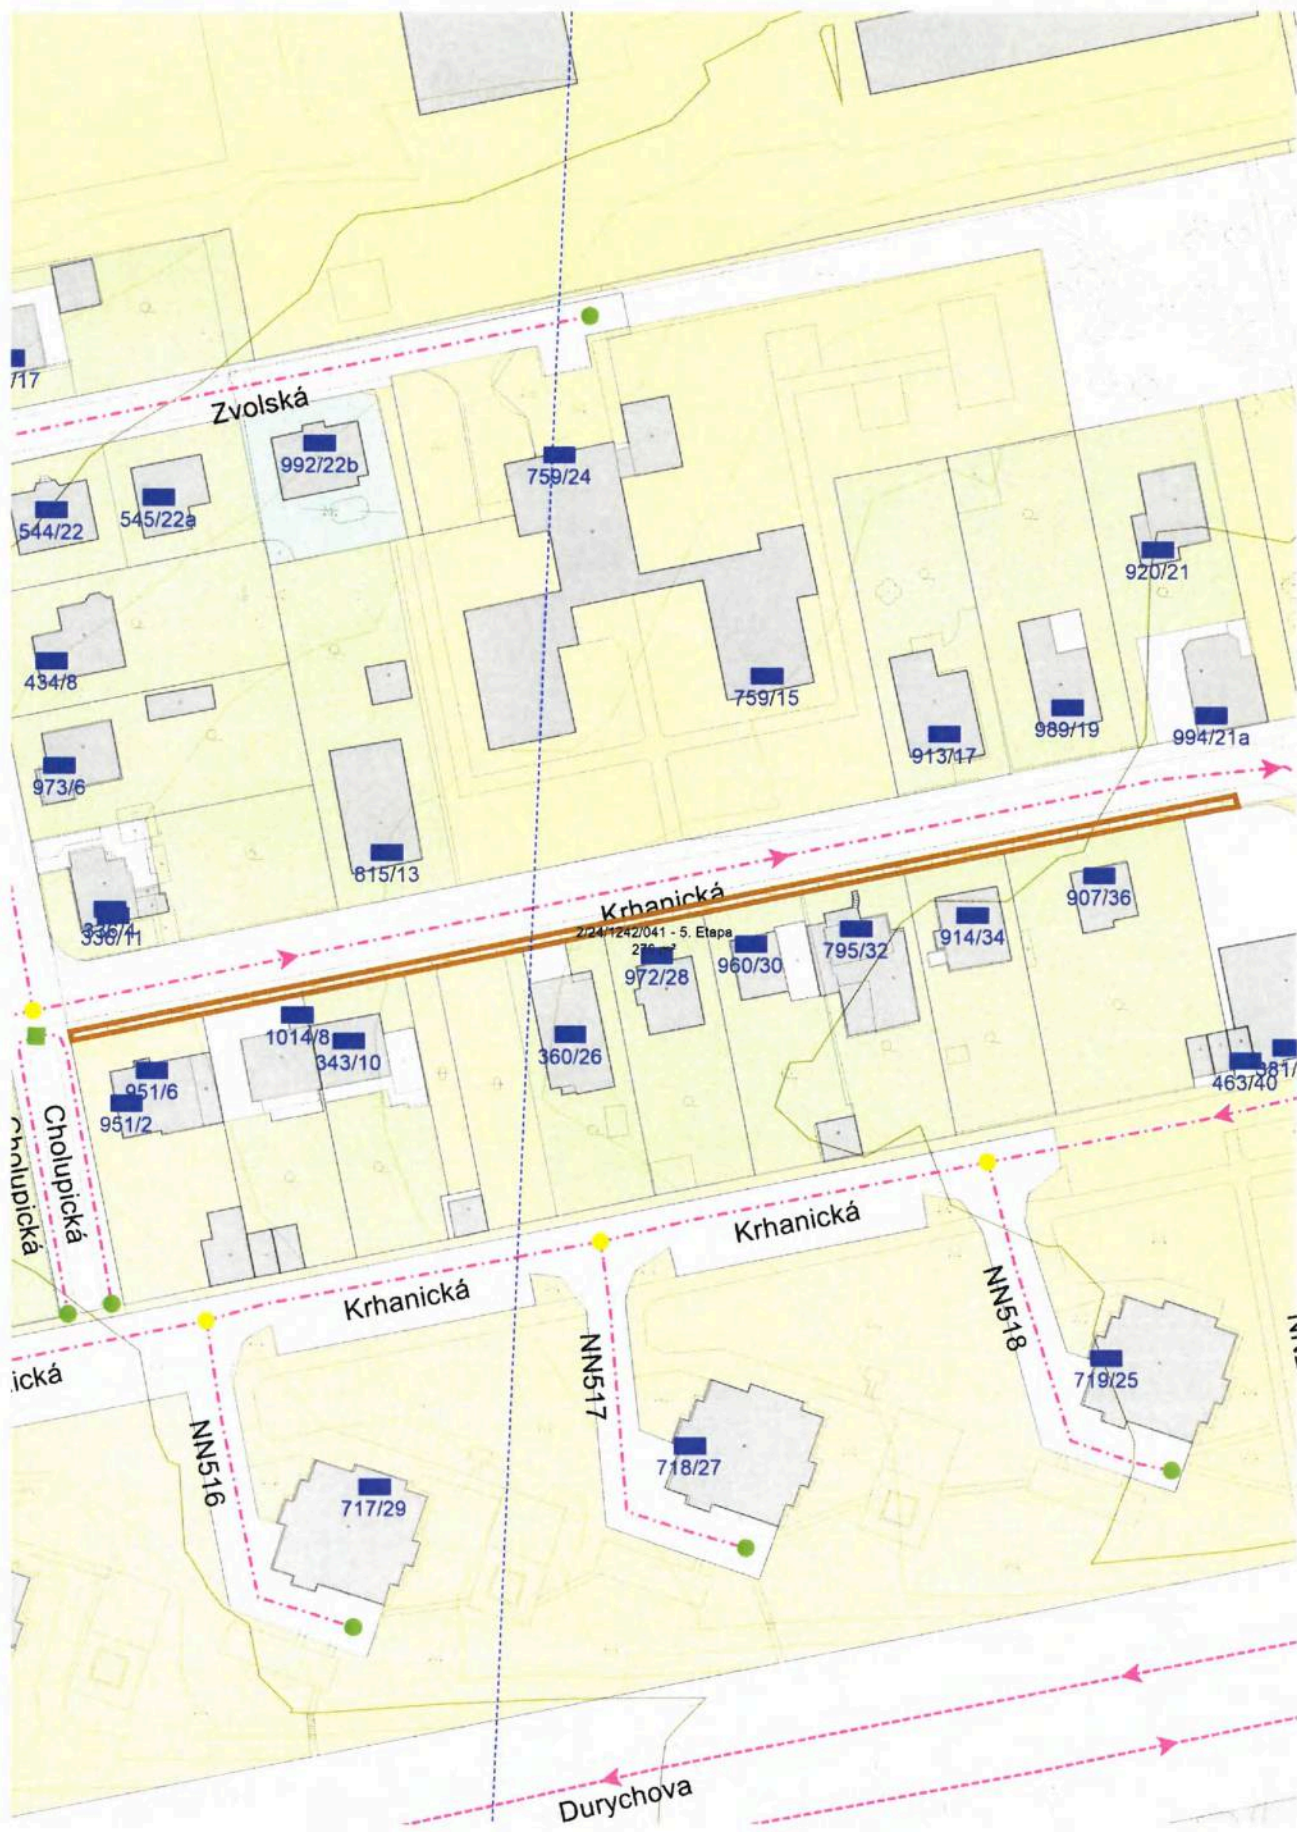 /17
Zvolská
992/22b
759/24
544/22
545/22a
920/21
434/8
759/15
989/19
994/21a
913/17
973/6
815/13
336/11
Krhanická
2/24/1242/041 - 5. Etapa
907/36
795/32
914/34
972/28
960/30
1014/8
343/10
360/26
951/6
951/2
463/40
Cholupická
Cholupická
Krhanická
Krhanická
NN518
NN517
NN516
ická
719/25
718/27
717/29
Durychova